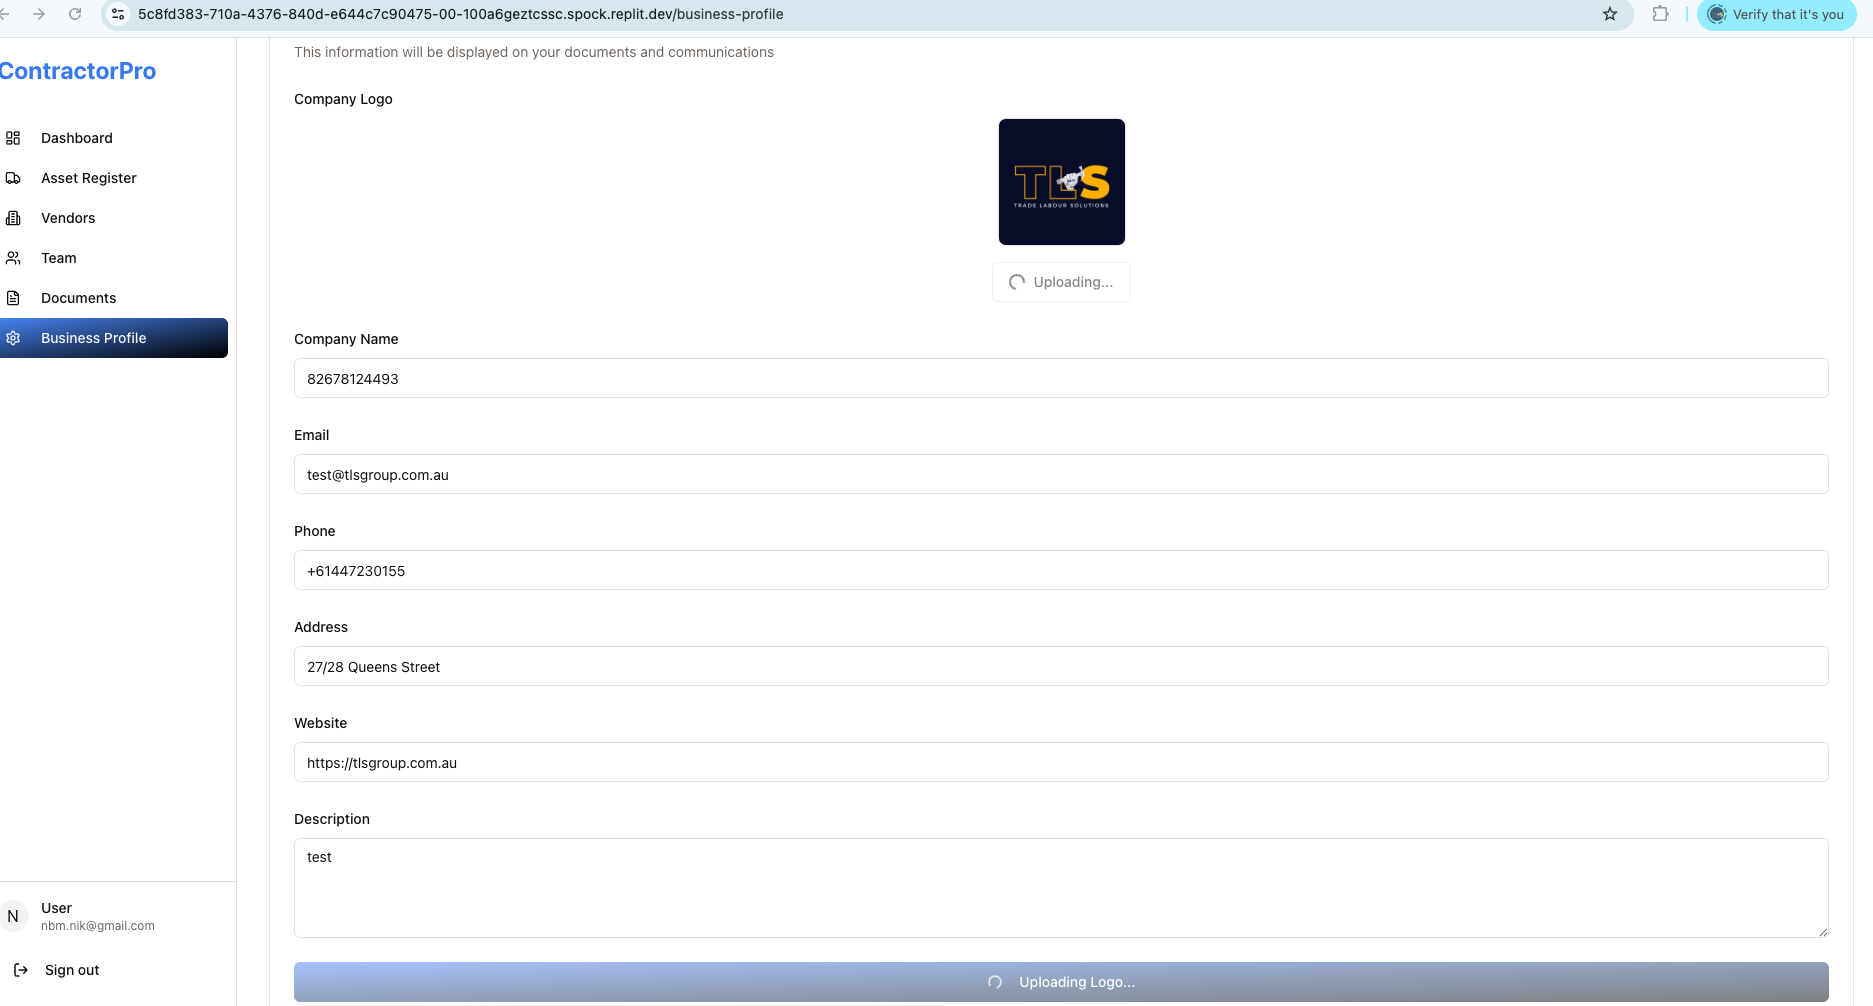 5c8fd383-710a-4376-840d-e644c7c90475-00-100a6geztcssc.spock.replit.dev/business-profile
Verify that it's you
ContractorPro
Dashboard
Asset Register
Vendors
Team
Documents
Business Profile
This information will be displayed on your documents and communications
Company Logo
TLS
TRADE LABOUR SOLUTIONS
Uploading...
Company Name
82678124493
Email
test@tlsgroup.com.au
Phone
+61447230155
Address
27/28 Queens Street
Website
https://tlsgroup.com.au
Description
test
Uploading Logo...
N
User
nbm.nik@gmail.com
Sign out